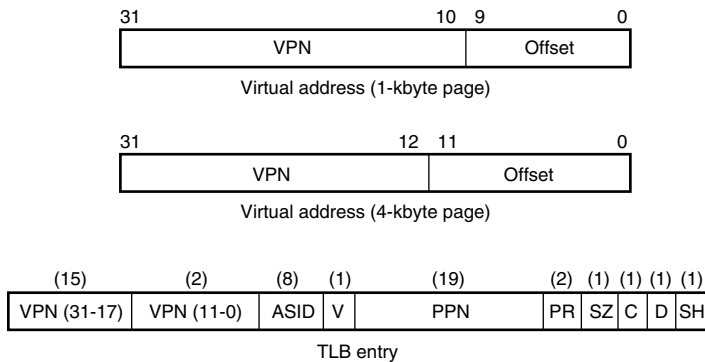 31 10 9 0
VPN Offset
Virtual address (1-kbyte page)
31 12 11 0
VPN Offset
Virtual address (4-kbyte page)
(15) (2) (8) (1) (19) (2) (1) (1) (1) (1)
VPN (31-17) VPN (11-0) ASID V PPN PR SZ C D SH
TLB entry